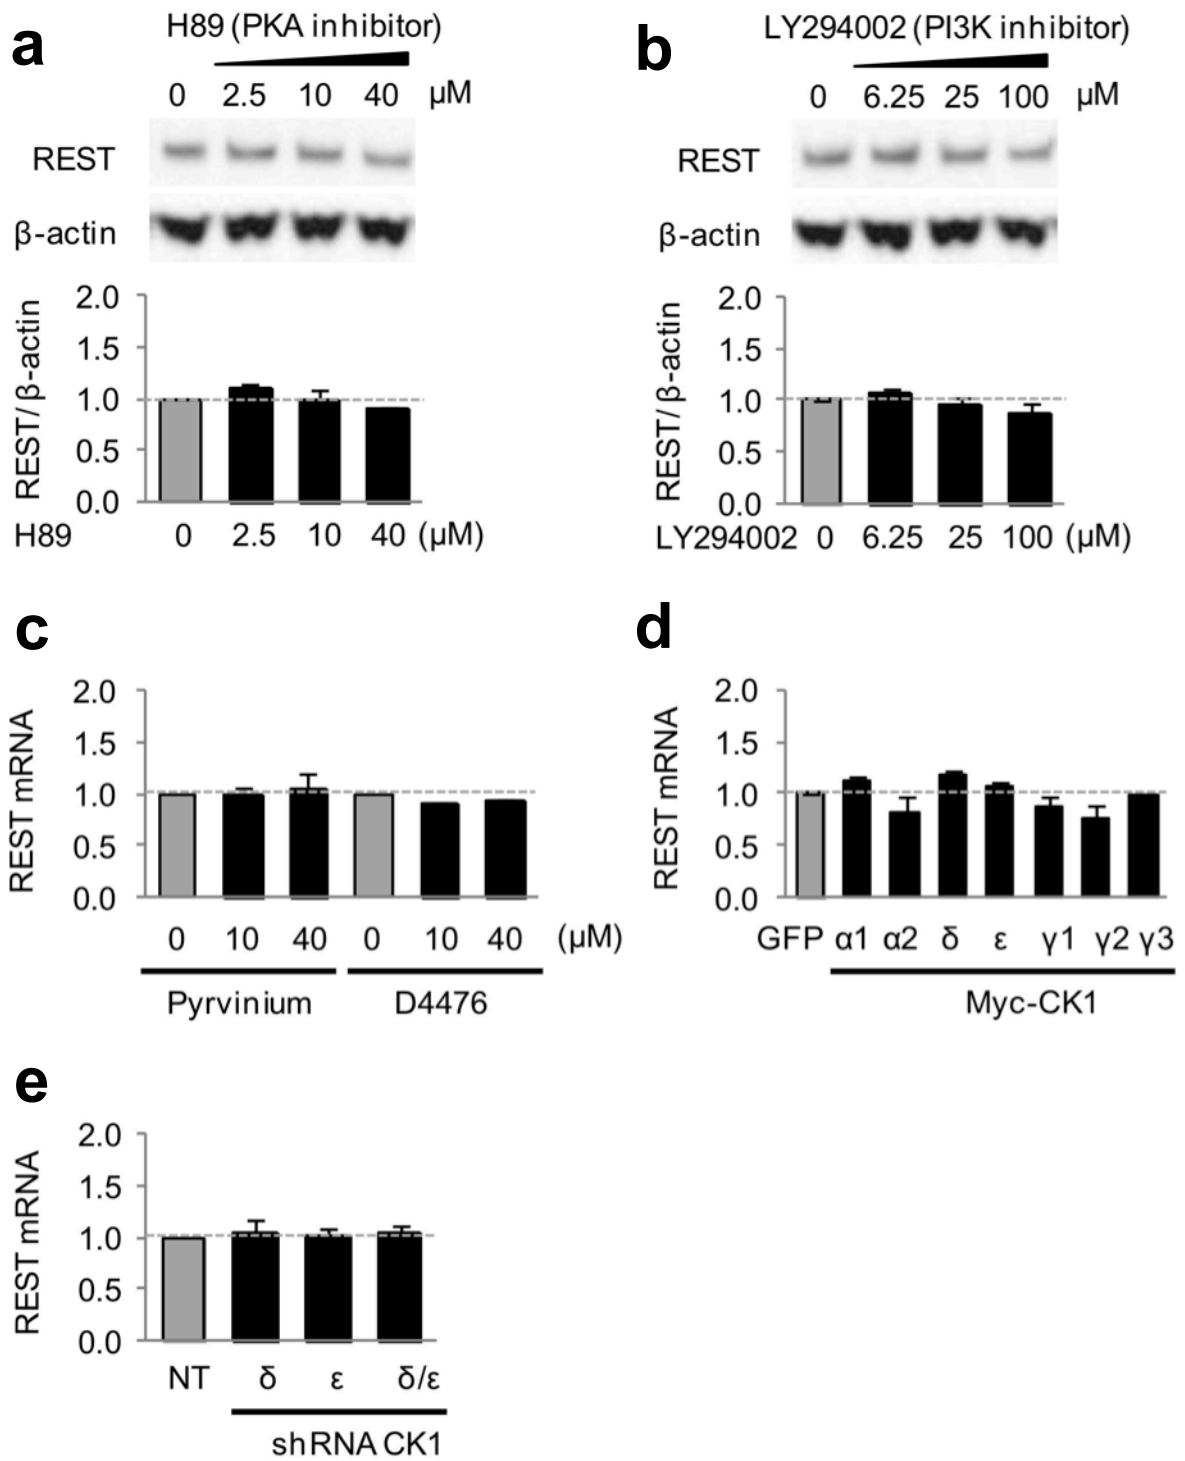 a
H89 (PKA inhibitor)
0 2.5 10 40 µM
REST
β-actin
2.0
1.5
1.0
0.5
0.0
REST/β-actin
H89 0 2.5 10 40 (µM)
b
LY294002 (PI3K inhibitor)
0 6.25 25 100 µM
REST
β-actin
2.0
1.5
1.0
0.5
0.0
REST/β-actin
LY294002 0 6.25 25 100 (µM)
c
2.0
1.5
1.0
0.5
0.0
REST mRNA
0 10 40 0 10 40 (µM)
Pyrvinium D4476
d
2.0
1.5
1.0
0.5
0.0
REST mRNA
GFP α1 α2 δ ε γ1 γ2 γ3
Myc-CK1
e
2.0
1.5
1.0
0.5
0.0
REST mRNA
NT δ ε δ/ε
shRNA CK1